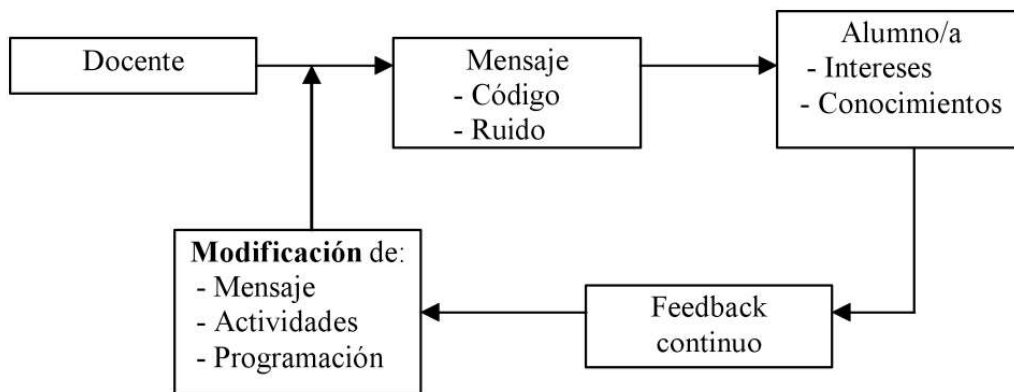 Docente
Mensaje
- Código
- Ruido
Alumno/a
- Intereses
- Conocimientos
Modificación de:
- Mensaje
- Actividades
- Programación
Feedback
continuo